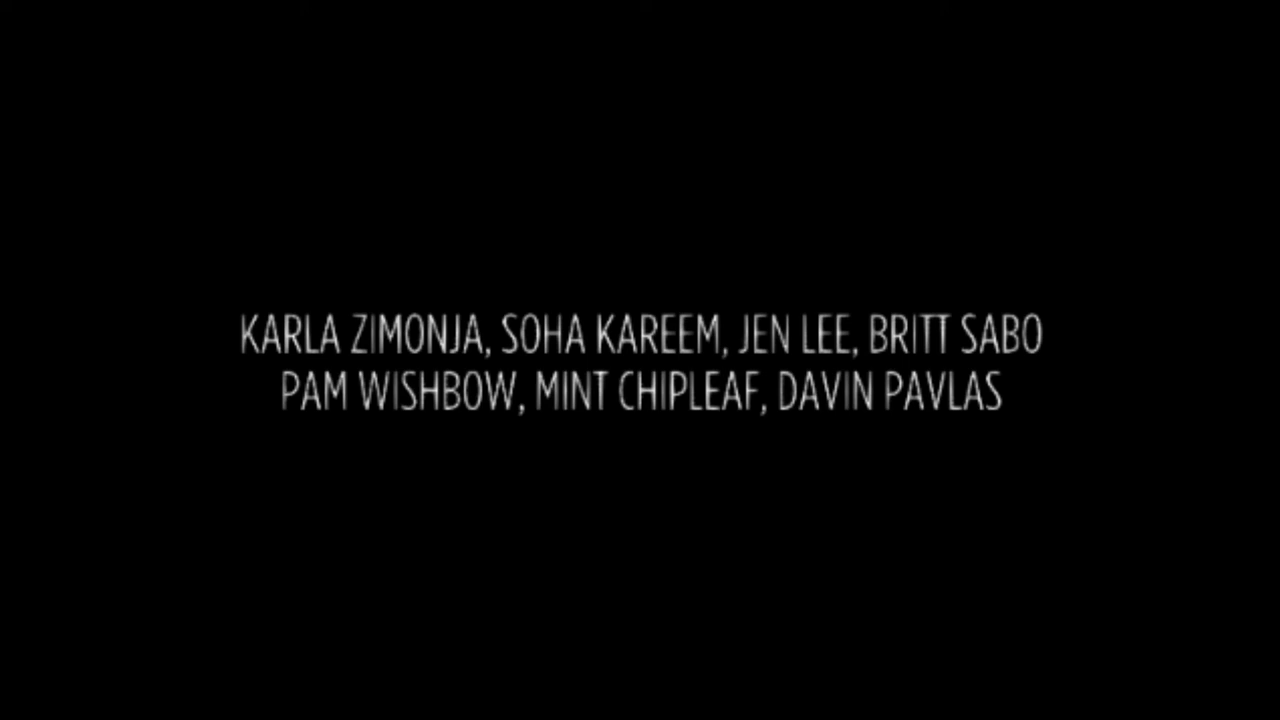 KARLA ZIMONJA, SOHA KAREEM, JEN LEE, BRITT SABO
PAM WISHBOW, MINT CHIPLEAF, DAVIN PAVLAS